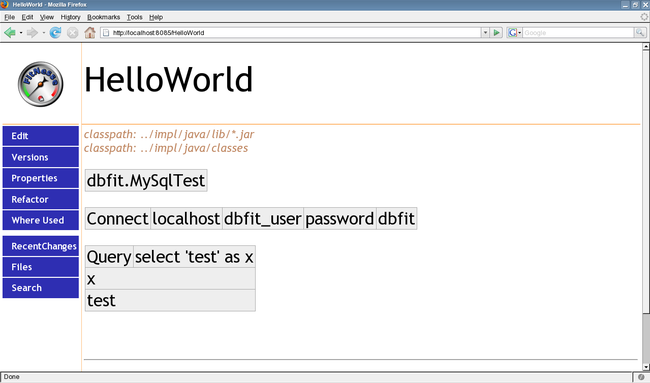 HelloWorld - Mozilla Firefox
File Edit View History Bookmarks Tools Help
http://localhost:8085/HelloWorld
G Google
FitNesse
HelloWorld
classpath: ../impl/java/lib/*.jar
classpath: ../impl/java/classes
Edit
Versions
Properties
Refactor
Where Used
RecentChanges
Files
Search
dbfit.MySqlTest
Connect localhost dbfit_user password dbfit
Query select 'test' as x
x
test
Done